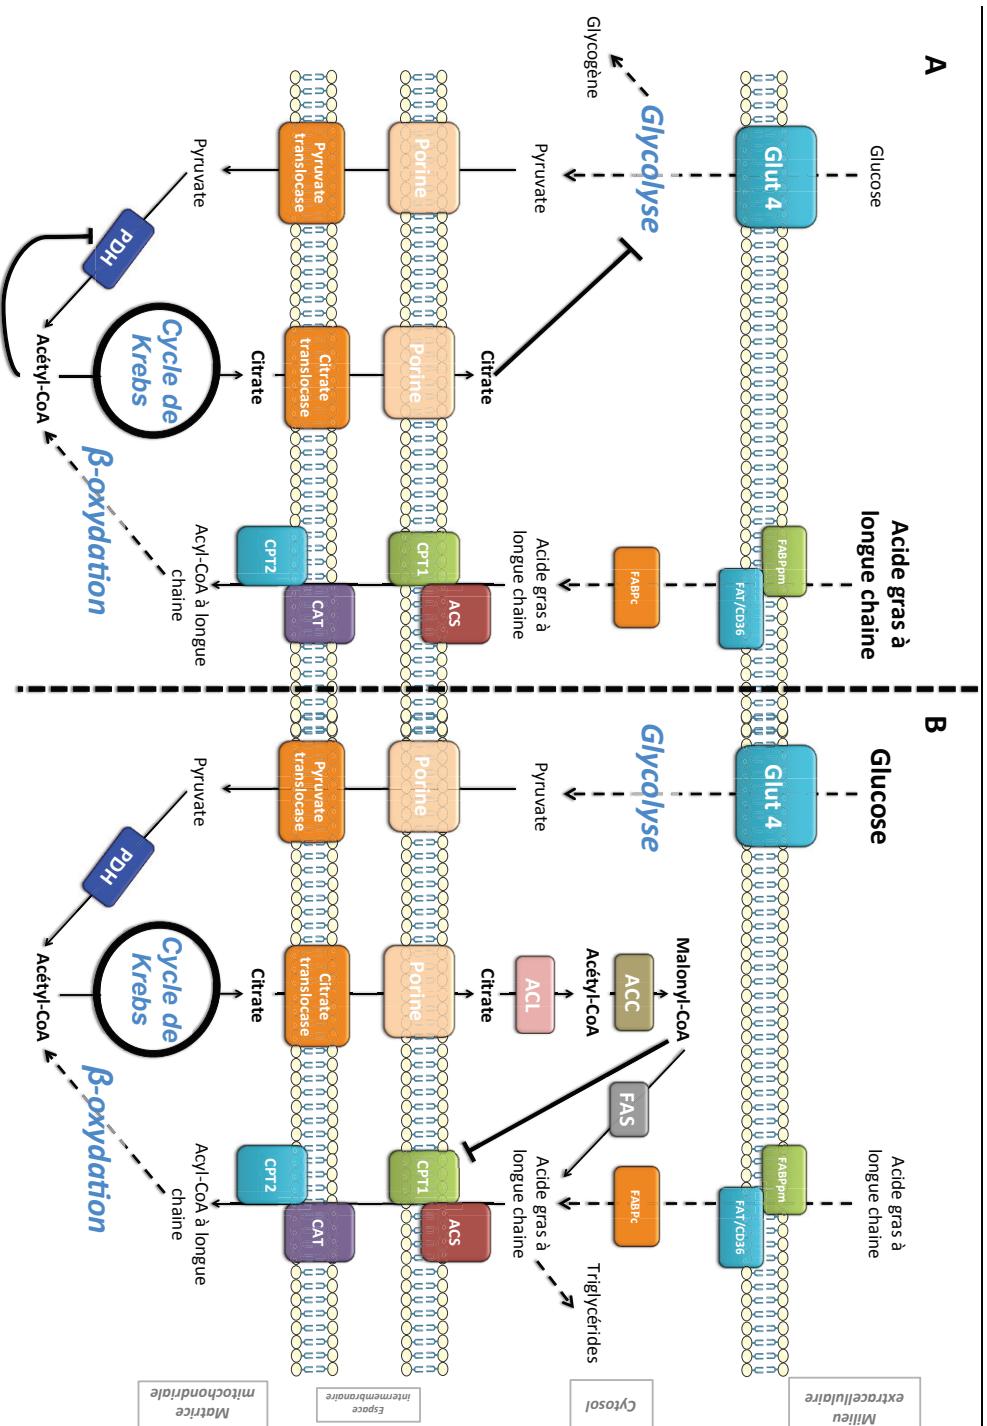 A
Glucose
Glut 4
Glycolyse
Glycogène
Pyruvate
Porine
Pyruvate
translocase
Pyruvate
PDH
Acétyl-CoA
Cycle de
Krebs
Citrate
Citrate
translocase
Porine
Citrate
Acide gras à
longue chaine
FABPpm
FAT/CD36
FABPc
Acide gras à
longue chaine
ACS
CPT1
CAT
CPT2
Acyl-CoA à longue
chaine
β-oxydation
B
Glucose
Glut 4
Glycolyse
Pyruvate
Porine
Pyruvate
translocase
Pyruvate
PDH
Acétyl-CoA
Cycle de
Krebs
Citrate
Citrate
translocase
Porine
Citrate
ACL
Acétyl-CoA
ACC
Malonyl-CoA
FAS
Acide gras à
longue chaine
FABPpm
FAT/CD36
FABPc
Acide gras à
longue chaine
Triglycérides
ACS
CPT1
CAT
CPT2
Acyl-CoA à longue
chaine
β-oxydation
Milieu
extracellulaire
Cytosol
Espace
intermembranaire
Matrice
mitochondriale